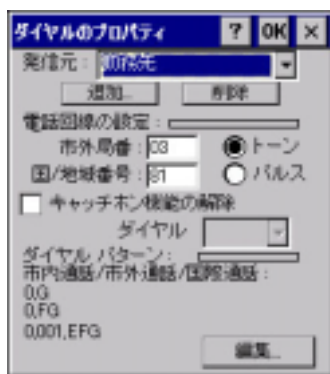 ダイヤルのプロパティ ? OK ×
発信元: 勤務先
追加... 削除
電話回線の設定:
市外局番: 03 トーン
国/地域番号: 81 パルス
キャッチホン機能の解除
ダイヤル
ダイヤル パターン:
市内通話/市外通話/国際通話:
0,G
0,FG
0,001,EFG
編集...